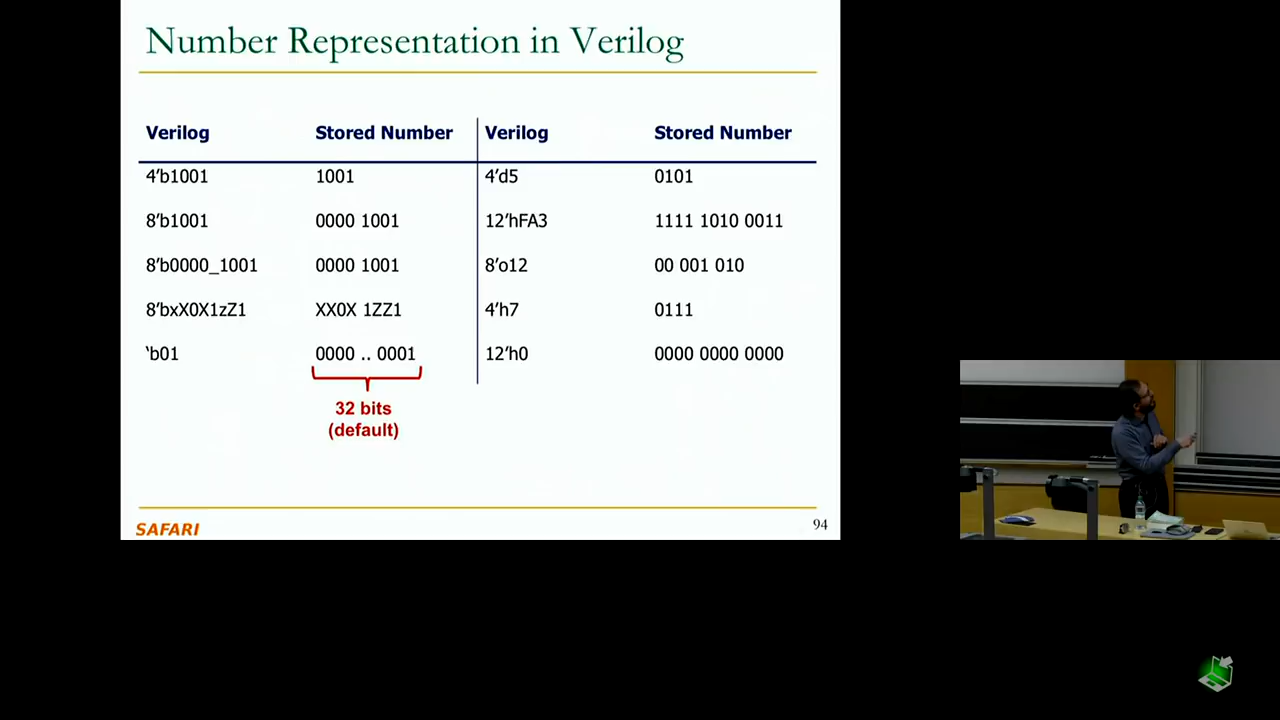 Number Representation in Verilog
Verilog Stored Number Verilog Stored Number
4'b1001 1001 4'd5 0101
8'b1001 0000 1001 12'hFA3 1111 1010 0011
8'b0000_1001 0000 1001 8'o12 00 001 010
8'bxX0X1zZ1 XX0X 1ZZ1 4'h7 0111
‘b01 0000 .. 0001 12'h0 0000 0000 0000
32 bits
(default)
SAFARI 94